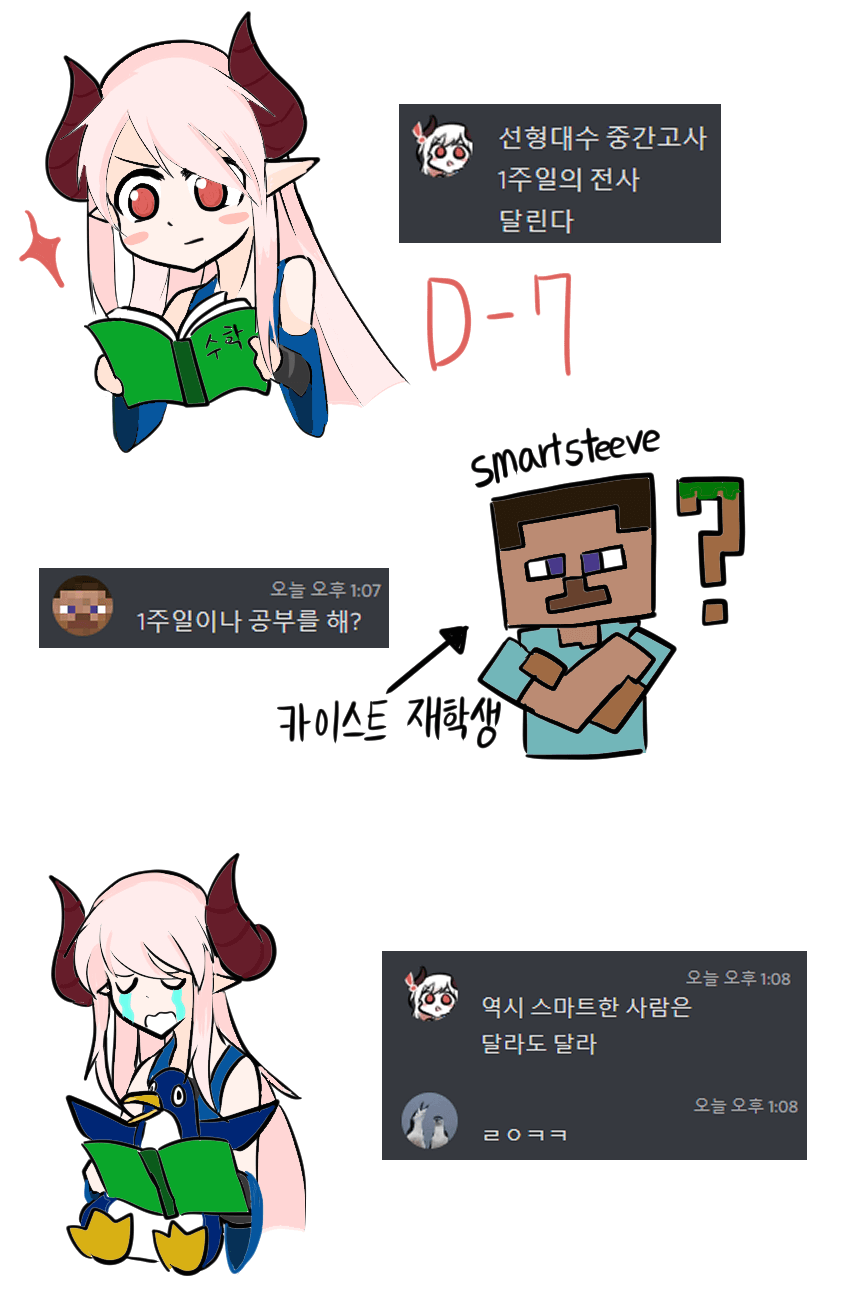 선형대수 중간고사
1주일의 전사
달린다
수학
D-7
smartsteeve
오늘 오후 1:07
1주일이나 공부를 해?
카이스트 재학생
오늘 오후 1:08
역시 스마트한 사람은
달라도 달라
오늘 오후 1:08
ㄹㅇㅋㅋ